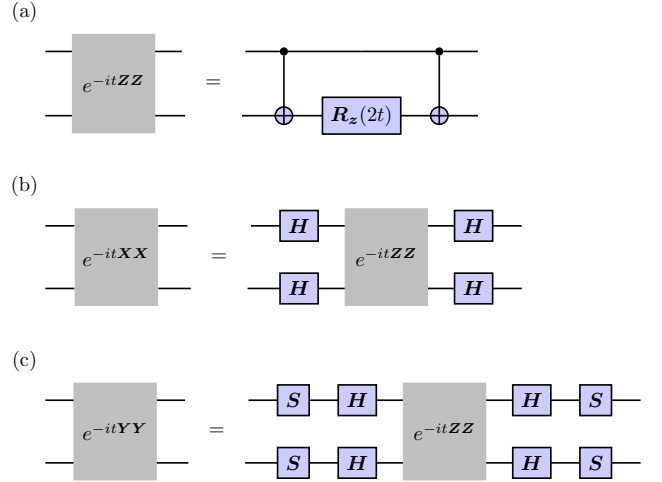 (a)
e^{-itZZ} = R_z(2t)
(b)
H H
e^{-itXX} = e^{-itZZ}
H H
(c)
S H H S
e^{-itYY} = e^{-itZZ}
S H H S